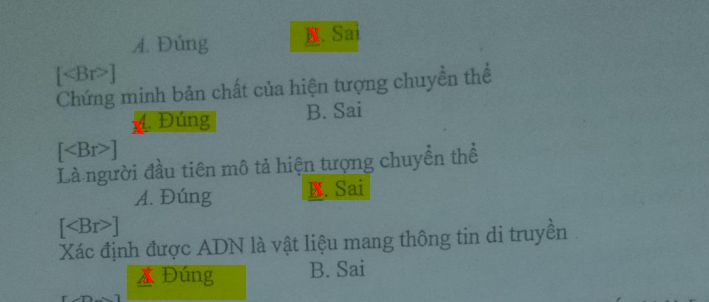 A. Đúng B. Sai
[<Br>]
Chứng minh bản chất của hiện tượng chuyển thể
A. Đúng B. Sai
[<Br>]
Là người đầu tiên mô tả hiện tượng chuyển thể
A. Đúng B. Sai
[<Br>]
Xác định được ADN là vật liệu mang thông tin di truyền
A Đúng B. Sai
[<Br>]